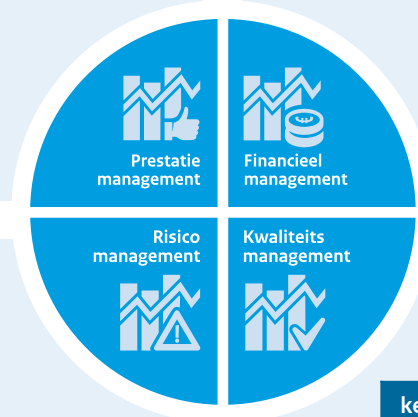 Prestatie
management
Financieel
management
Risico
management
Kwaliteits
management